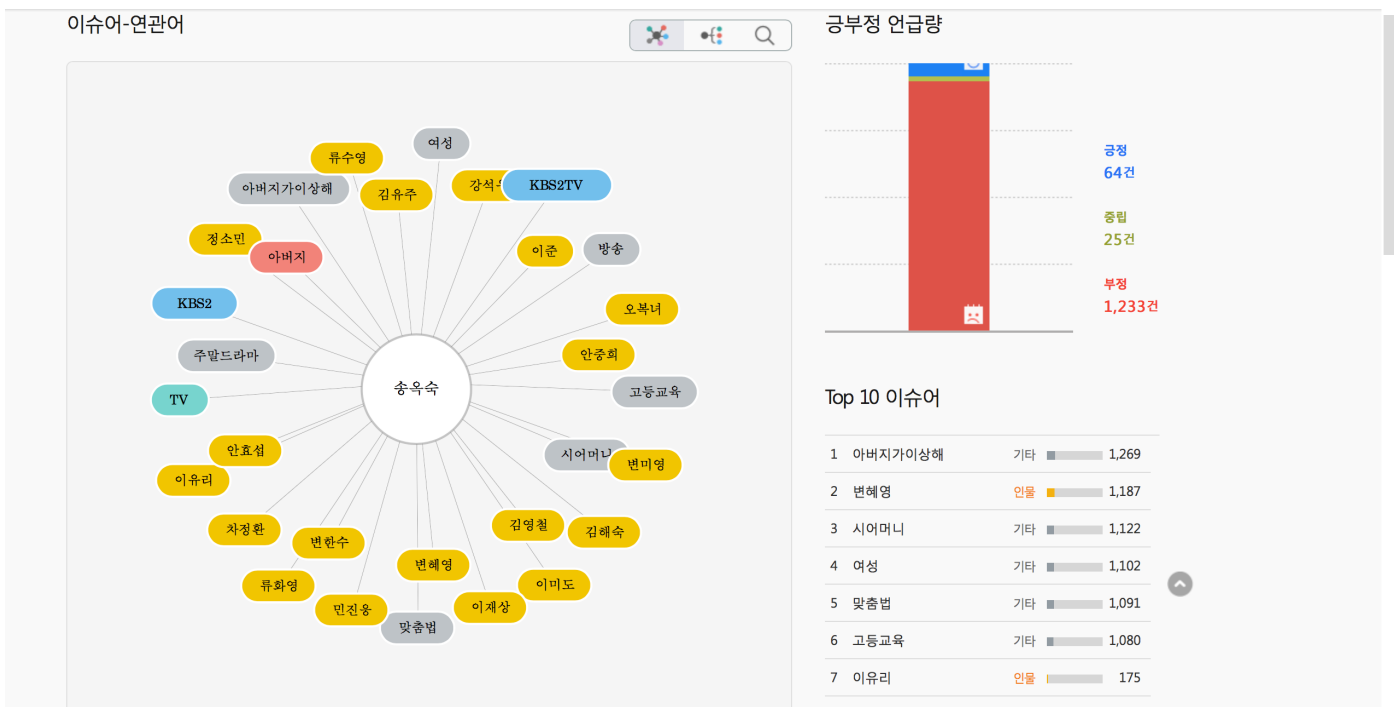 이슈어-연관어
여성
류수영
아버지가이상해
김유주
강석
KBS2TV
정소민
아버지
이준
방송
KBS2
오복녀
주말드라마
안중희
송옥숙
TV
고등교육
안효섭
시어머니
변미영
이유리
차정환
변한수
김영철
김해숙
변혜영
류화영
이미도
민진웅
이재상
맞춤법
긍부정 언급량
긍정
64건
중립
25건
부정
1,233건
Top 10 이슈어
1 아버지가이상해 기타 1,269
2 변혜영 인물 1,187
3 시어머니 기타 1,122
4 여성 기타 1,102
5 맞춤법 기타 1,091
6 고등교육 기타 1,080
7 이유리 인물 175